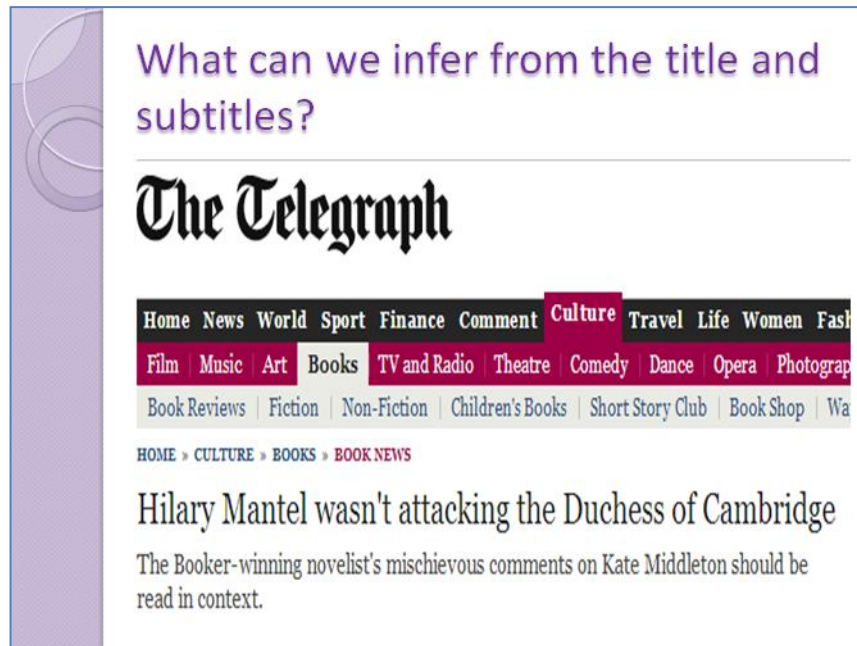 What can we infer from the title and
subtitles?
The Telegraph
Home News World Sport Finance Comment Culture Travel Life Women Fash
Film Music Art Books TV and Radio Theatre Comedy Dance Opera Photograp
Book Reviews | Fiction | Non-Fiction | Children's Books | Short Story Club | Book Shop | Wa
HOME » CULTURE » BOOKS » BOOK NEWS
Hilary Mantel wasn't attacking the Duchess of Cambridge
The Booker-winning novelist's mischievous comments on Kate Middleton should be
read in context.